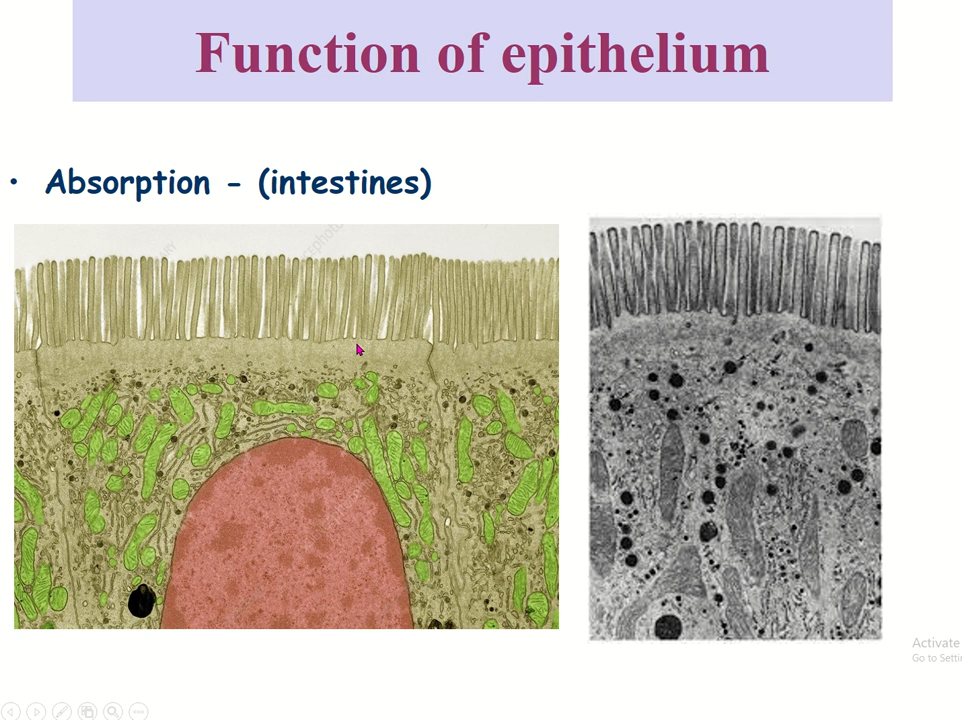 Function of epithelium
• Absorption - (intestines)
Activate
Go to Setti